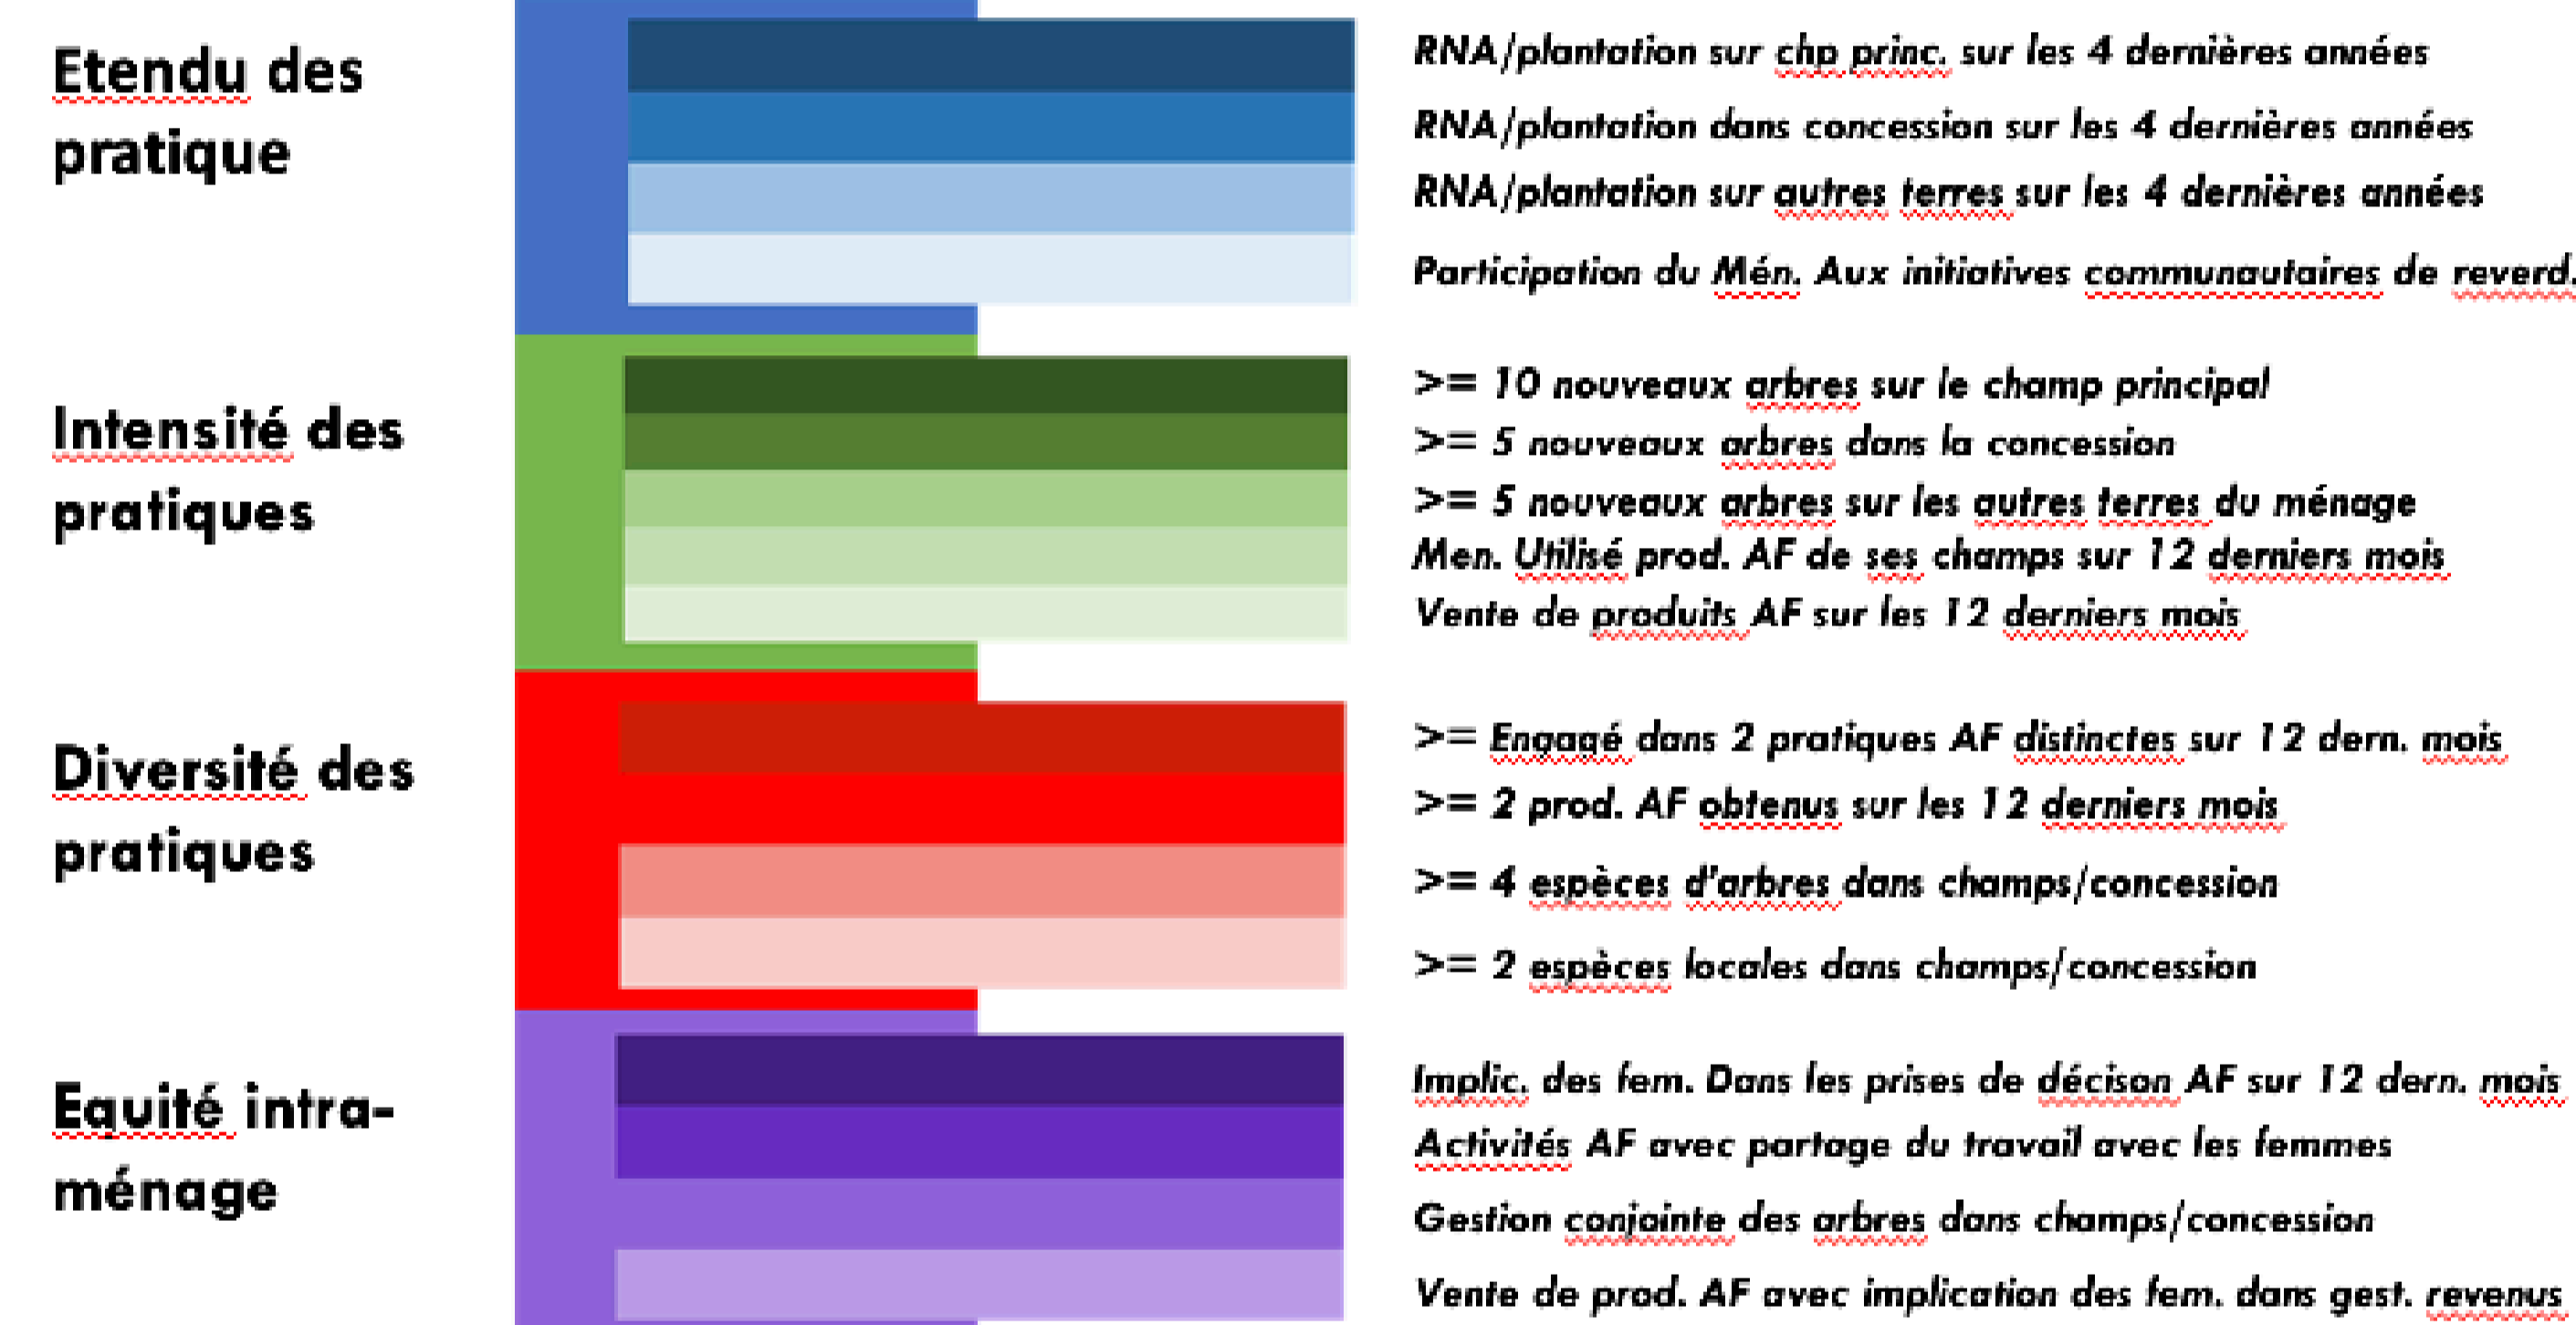 Etendu des
pratique
RNA/plantation sur chp princ. sur les 4 dernières années
RNA/plantation dans concession sur les 4 dernières années
RNA/plantation sur autres terres sur les 4 dernières années
Participation du Mén. Aux initiatives communautaires de reverd.
Intensité des
pratiques
>= 10 nouveaux arbres sur le champ principal
>= 5 nouveaux arbres dans la concession
>= 5 nouveaux arbres sur les autres terres du ménage
Men. Utilisé prod. AF de ses champs sur 12 derniers mois
Vente de produits AF sur les 12 derniers mois
Diversité des
pratiques
>= Engagé dans 2 pratiques AF distinctes sur 12 dern. mois
>= 2 prod. AF obtenus sur les 12 derniers mois
>= 4 espèces d'arbres dans champs/concession
>= 2 espèces locales dans champs/concession
Equité intra-
ménage
Implic. des fem. Dans les prises de décison AF sur 12 dern. mois
Activités AF avec partage du travail avec les femmes
Gestion conjointe des arbres dans champs/concession
Vente de prod. AF avec implication des fem. dans gest. revenus